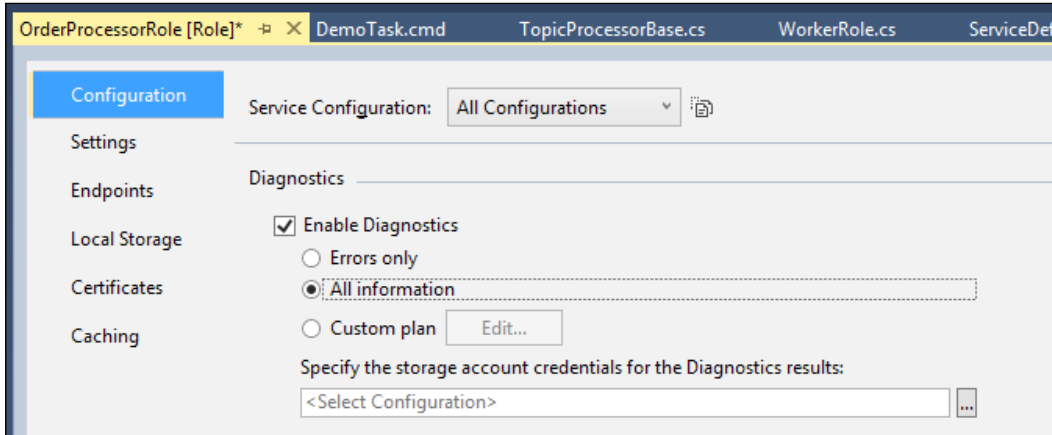 OrderProcessorRole [Role]* DemoTask.cmd TopicProcessorBase.cs WorkerRole.cs ServiceDef
Configuration
Service Configuration: All Configurations
Settings
Diagnostics
Endpoints
Enable Diagnostics
Local Storage
Errors only
Certificates
All information
Caching
Custom plan Edit...
Specify the storage account credentials for the Diagnostics results:
<Select Configuration> ...